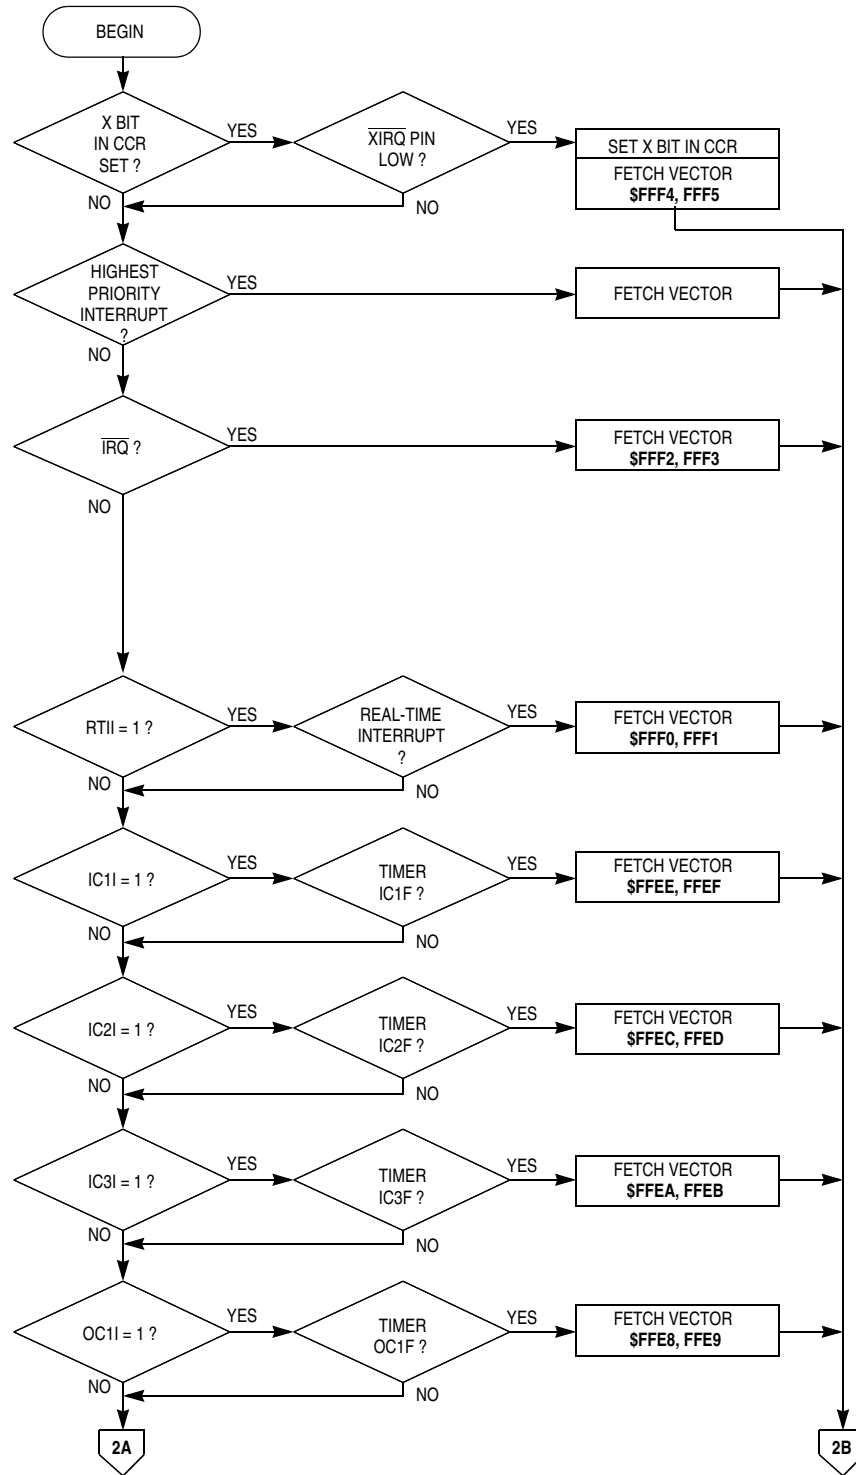 BEGIN
X BIT
IN CCR
SET ?
YES
XIRQ PIN
LOW ?
YES
SET X BIT IN CCR
FETCH VECTOR
$FFF4, FFF5
NO
NO
HIGHEST
PRIORITY
INTERRUPT
?
YES
FETCH VECTOR
NO
IRQ ?
YES
FETCH VECTOR
$FFF2, FFF3
NO
RTII = 1 ?
YES
REAL-TIME
INTERRUPT
?
YES
FETCH VECTOR
$FFF0, FFF1
NO
NO
IC1I = 1 ?
YES
TIMER
IC1F ?
YES
FETCH VECTOR
$FFEE, FFEF
NO
NO
IC2I = 1 ?
YES
TIMER
IC2F ?
YES
FETCH VECTOR
$FFEC, FFED
NO
NO
IC3I = 1 ?
YES
TIMER
IC3F ?
YES
FETCH VECTOR
$FFEA, FFEB
NO
NO
OC1I = 1 ?
YES
TIMER
OC1F ?
YES
FETCH VECTOR
$FFE8, FFE9
NO
NO
2A
2B